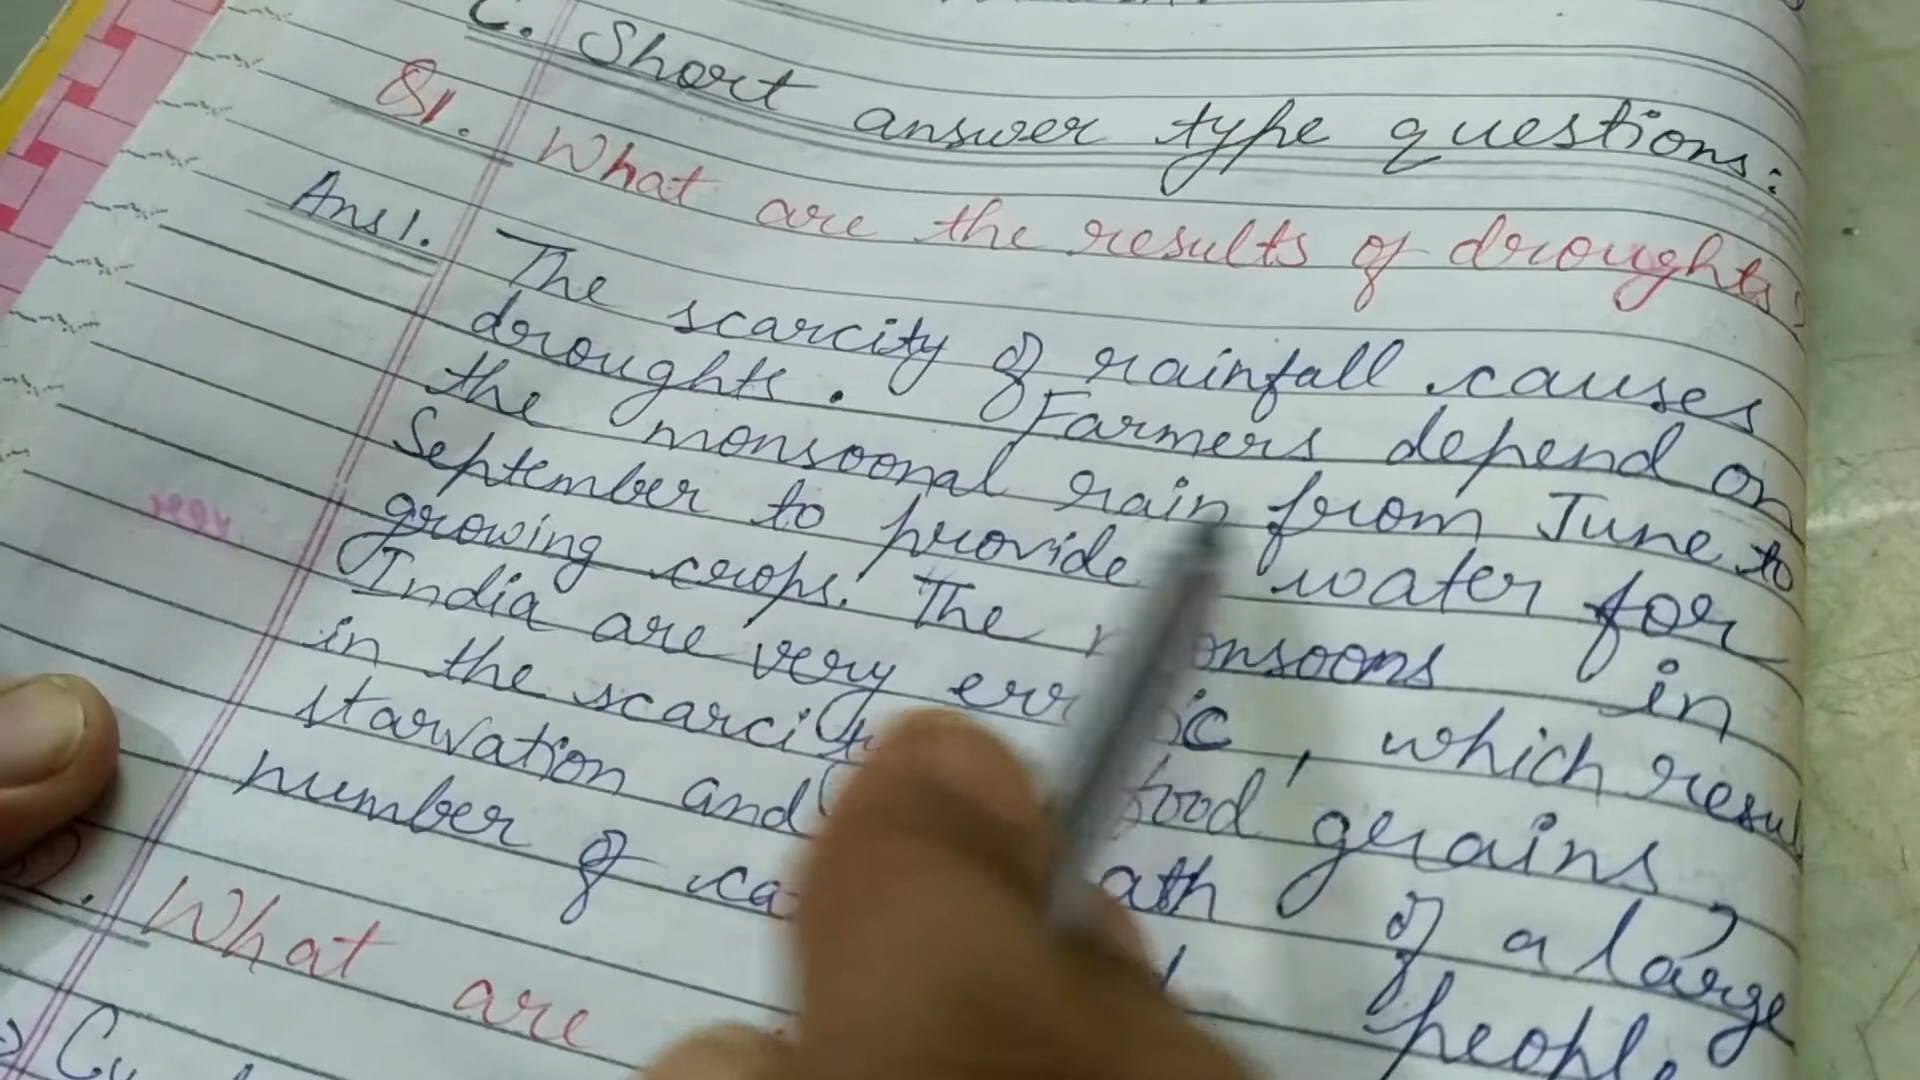 C. Short answer type questions:
Q1. What are the results of droughts?
Ans1. The scarcity of rainfall causes
droughts. Farmers depend on
the monsoonal rain from June to
September to provide water for
growing crops. The monsoons in
India are very erratic, which resul
in the scarcity food grains,
starvation and of a large
number of people.
What are